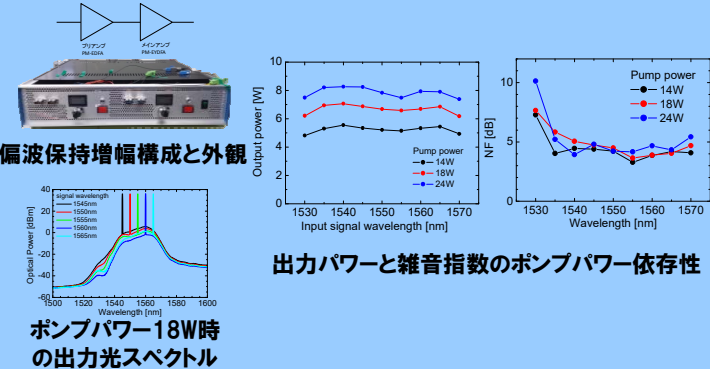 プリアンプ
PM-EDFA
メインアンプ
PM-EYDFA
偏波保持増幅構成と外観
Output power [W]
10
8
6
4
2
0
1530 1540 1550 1560 1570
Input signal wavelength [nm]
Pump power
14W
18W
24W
NF [dB]
10
5
0
1530 1540 1550 1560 1570
Wavelength [nm]
Pump power
14W
18W
24W
出力パワーと雑音指数のポンプパワー依存性
Optical Power [dBm]
40
20
0
-20
-40
-60
1500 1520 1540 1560 1580 1600
Wavelength [nm]
signal wavelength
1545nm
1550nm
1555nm
1560nm
1565nm
ポンプパワー18W時
の出力光スペクトル